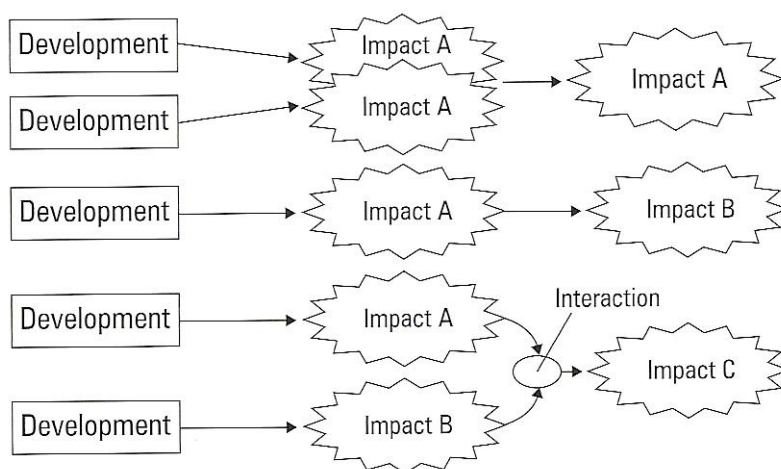 Development
Impact A
Impact A
Development
Impact A
Development
Impact A
Impact B
Development
Impact A
Interaction
Impact C
Development
Impact B